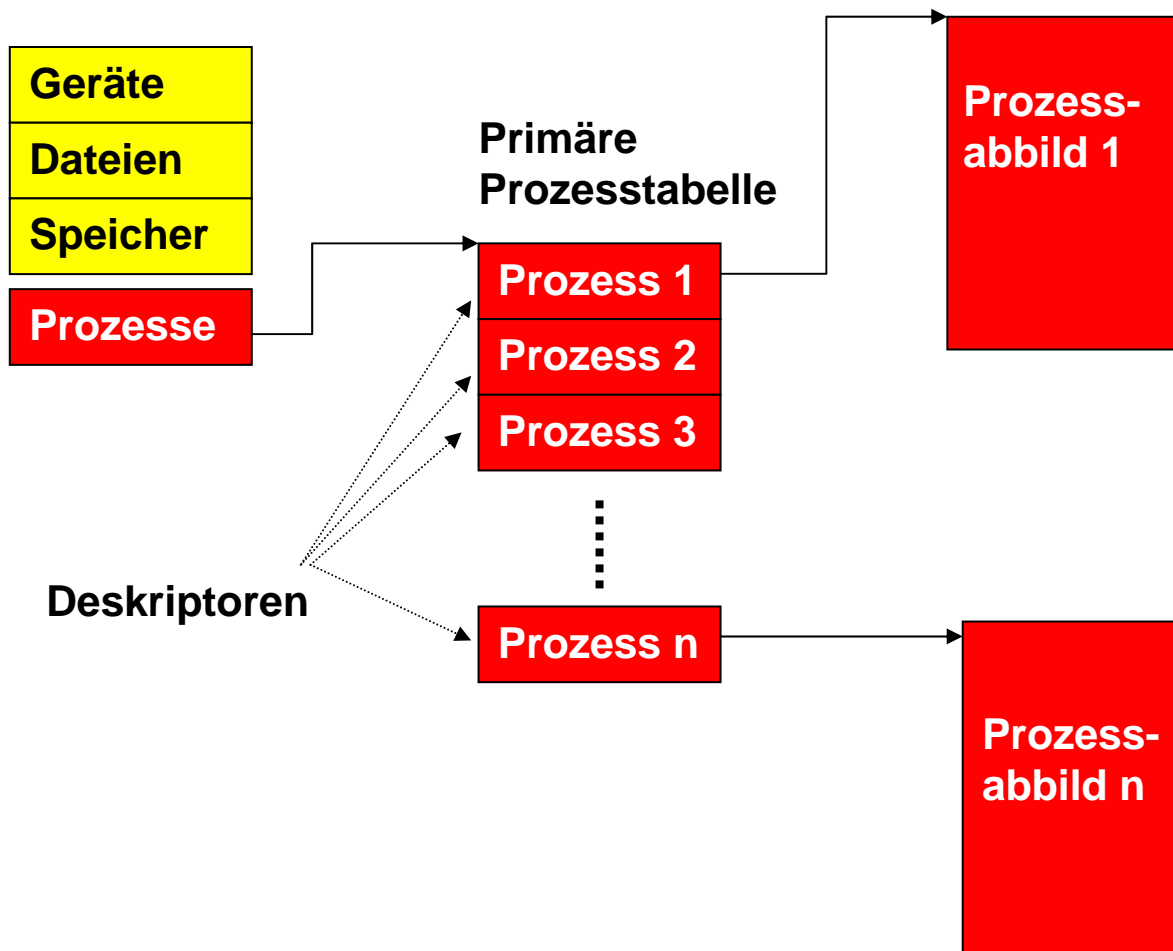 Geräte
Dateien
Speicher
Prozesse
Primäre
Prozesstabelle
Prozess 1
Prozess 2
Prozess 3
Prozess n
Deskriptoren
Prozess-
abbild 1
Prozess-
abbild n